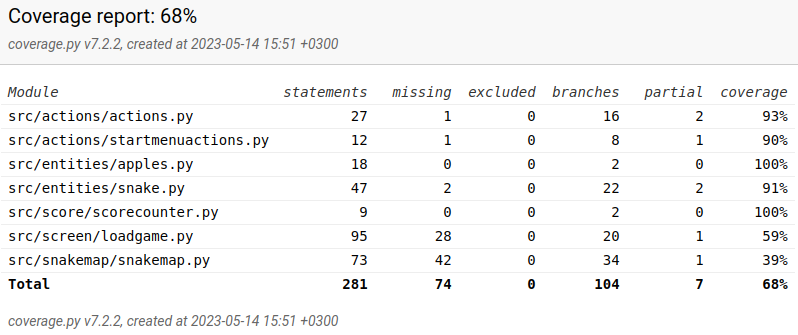 Coverage report: 68%
coverage.py v7.2.2, created at 2023-05-14 15:51 +0300
Module statements missing excluded branches partial coverage
src/actions/actions.py 27 1 0 16 2 93%
src/actions/startmenuactions.py 12 1 0 8 1 90%
src/entities/apples.py 18 0 0 2 0 100%
src/entities/snake.py 47 2 0 22 2 91%
src/score/scorecounter.py 9 0 0 2 0 100%
src/screen/loadgame.py 95 28 0 20 1 59%
src/snakemap/snakemap.py 73 42 0 34 1 39%
Total 281 74 0 104 7 68%
coverage.py v7.2.2, created at 2023-05-14 15:51 +0300